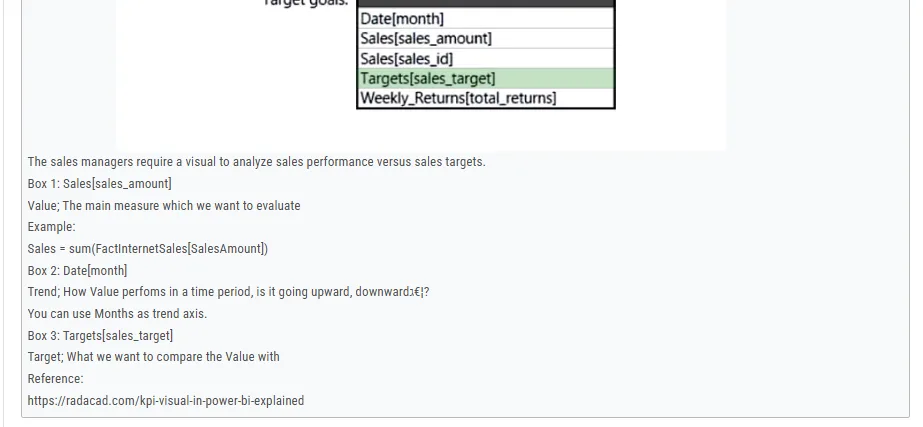 Target goals:
Date[month]
Sales[sales_amount]
Sales[sales_id]
Targets[sales_target]
Weekly_Returns[total_returns]
The sales managers require a visual to analyze sales performance versus sales targets.
Box 1: Sales[sales_amount]
Value; The main measure which we want to evaluate
Example:
Sales = sum(FactInternetSales[SalesAmount])
Box 2: Date[month]
Trend; How Value perfoms in a time period, is it going upward, downwardג€¦?
You can use Months as trend axis.
Box 3: Targets[sales_target]
Target; What we want to compare the Value with
Reference:
https://radacad.com/kpi-visual-in-power-bi-explained